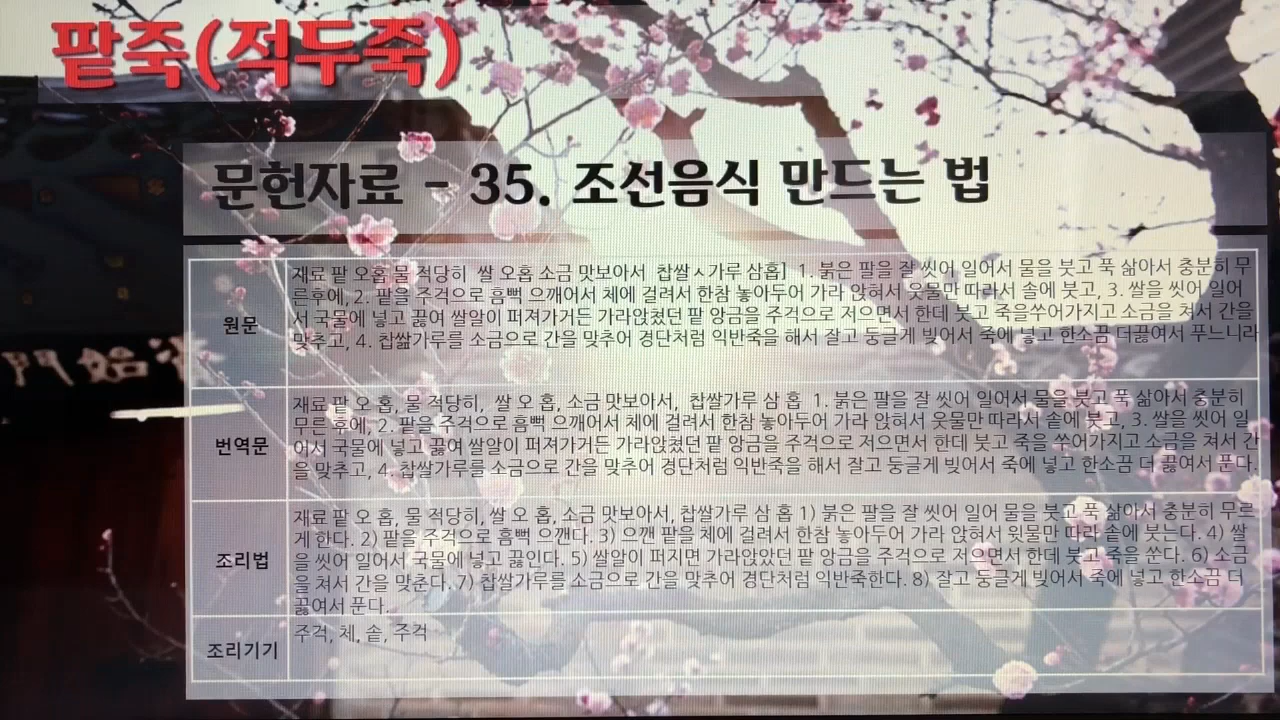 팥죽(적두죽)
문헌자료 - 35. 조선음식 만드는 법
원문
재료 팥 오홉 물 적당히 쌀 오홉 소금 맛보아서 찹쌀ㅅ가루 삼홉] 1. 붉은 팔을 잘 씻어 일어서 물을 붓고 푹 삶아서 충분히 무
른후에, 2. 팥을 주걱으로 흠뻑 으깨어서 체에 걸려서 한참 놓아두어 가라 앉혀서 웃물만 따라서 솔에 붓고, 3. 쌀을 씻어 일어
서 국물에 넣고 끓여 쌀알이 퍼져가거든 가라앉쳤던 팥 앙금을 주걱으로 저으면서 한데 붓고 죽을쑤어가지고 소금을 쳐서 간을
맞추고, 4. 찹쌃가루를 소금으로 간을 맞추어 경단처럼 익반죽을 해서 잘고 둥글게 빚어서 죽에 넣고 한소끔 더끓여서 푸느니라
번역문
재료 팥 오 홉, 물 적당히, 쌀 오 홉, 소금 맛보아서, 찹쌀가루 삼 홉 1. 붉은 팔을 잘 씻어 일어서 물을 붓고 푹 삶아서 충분히
무른 후에, 2. 팥을 주걱으로 흠뻑 으깨어서 체에 걸려서 한참 놓아두어 가라 앉혀서 웃물만 따라서 솥에 붓고, 3. 쌀을 씻어 일
어서 국물에 넣고 끓여 쌀알이 퍼져가거든 가라앉혔던 팥 앙금을 주걱으로 저으면서 한데 붓고 죽을 쑤어가지고 소금을 쳐서 간
을 맞추고, 4. 찹쌀가루를 소금으로 간을 맞추어 경단처럼 익반죽을 해서 잘고 둥글게 빚어서 죽에 넣고 한소끔 더 끓여서 푼다.
조리법
재료 팥 오 홉, 물 적당히, 쌀 오 홉, 소금 맛보아서, 찹쌀가루 삼 홉 1) 붉은 팥을 잘 씻어 일어 물을 붓고 푹 삶아서 충분히 무르
게 한다. 2) 팥을 주걱으로 흠뻑 으깬다. 3) 으깬 팥을 체에 걸려서 한참 놓아두어 가라 앉혀서 윗물만 따라 솥에 붓는다. 4) 쌀
을 씻어 일어서 국물에 넣고 끓인다. 5) 쌀알이 퍼지면 가라앉았던 팥 앙금을 주걱으로 저으면서 한데 붓고 죽을 쑨다. 6) 소금
을 쳐서 간을 맞춘다. 7) 찹쌀가루를 소금으로 간을 맞추어 경단처럼 익반죽한다. 8) 잘고 둥글게 빚어서 죽에 넣고 한소끔 더
끓여서 푼다.
조리기기
주걱, 체, 솥, 주걱